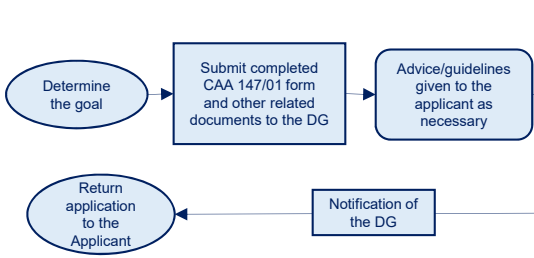 Determine
the goal
Submit completed
CAA 147/01 form
and other related
documents to the DG
Advice/guidelines
given to the
applicant as
necessary
Return
application
to the
Applicant
Notification of
the DG